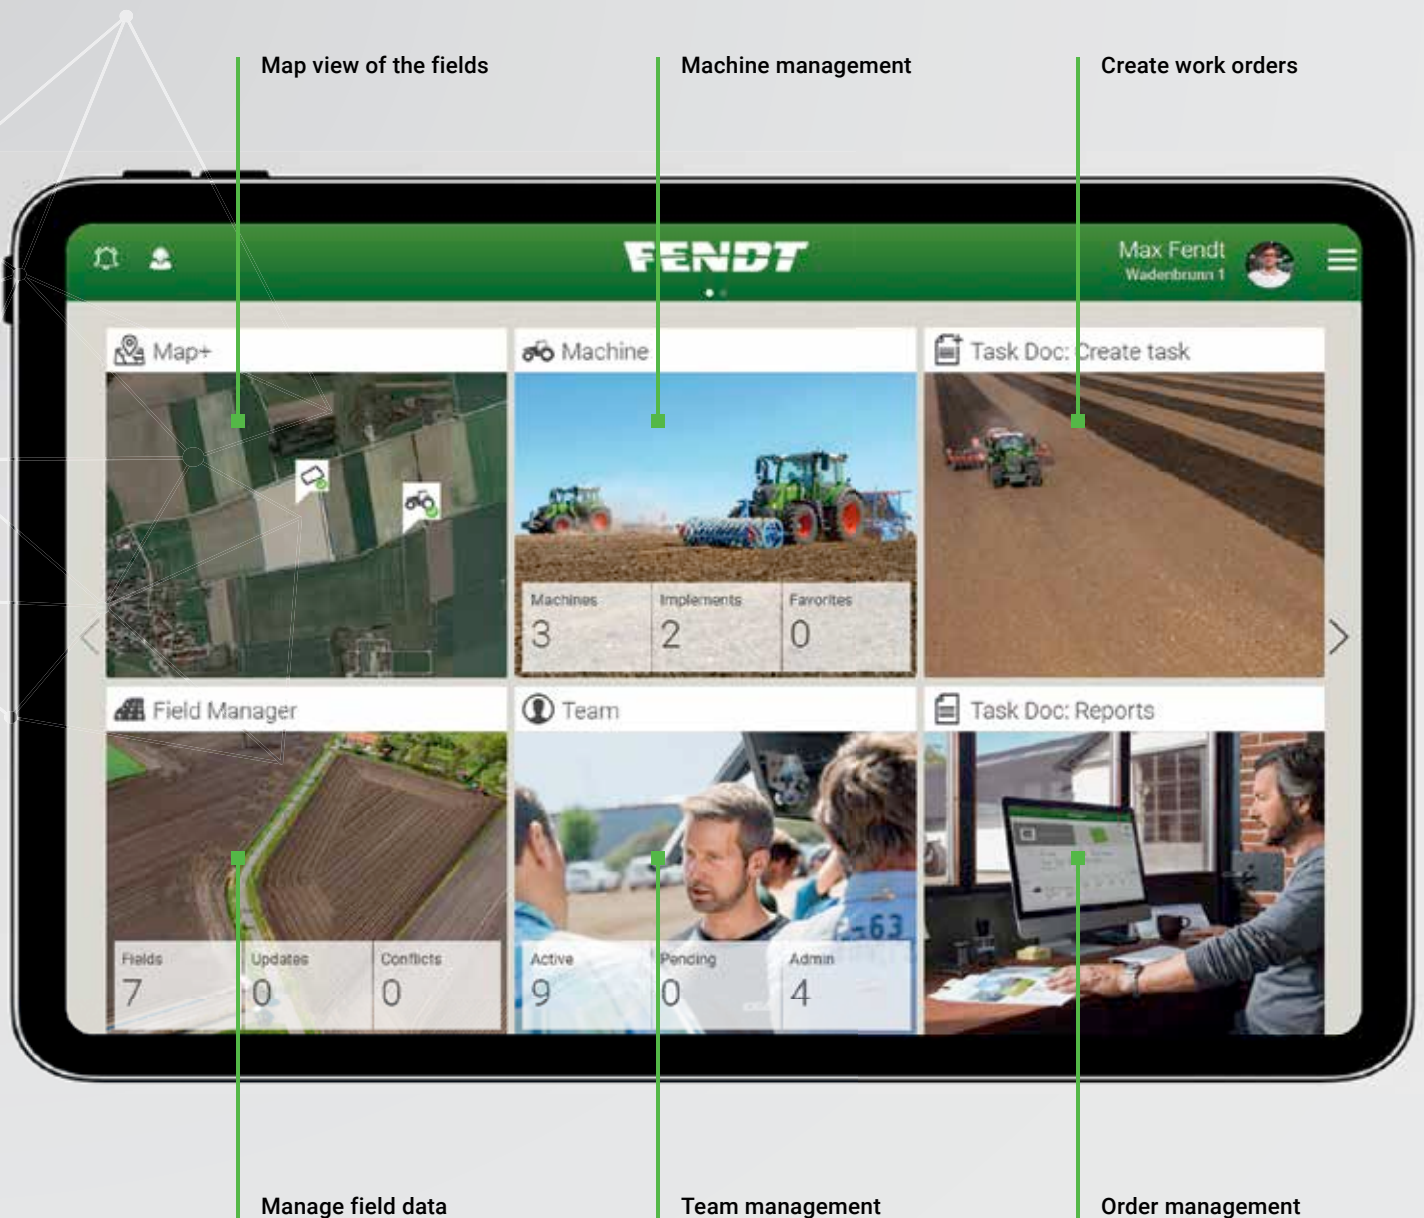 Map view of the fields
Machine management
Create work orders
FENDT
Max Fendt
Wadenbrunn 1
Map+
Machine
Task Doc: Create task
Machines
Implements
Favorites
3
2
0
Field Manager
Team
Task Doc: Reports
-63
Fields
Updates
Conflicts
7
0
0
Active
Pending
Admin
9
0
4
Manage field data
Team management
Order management